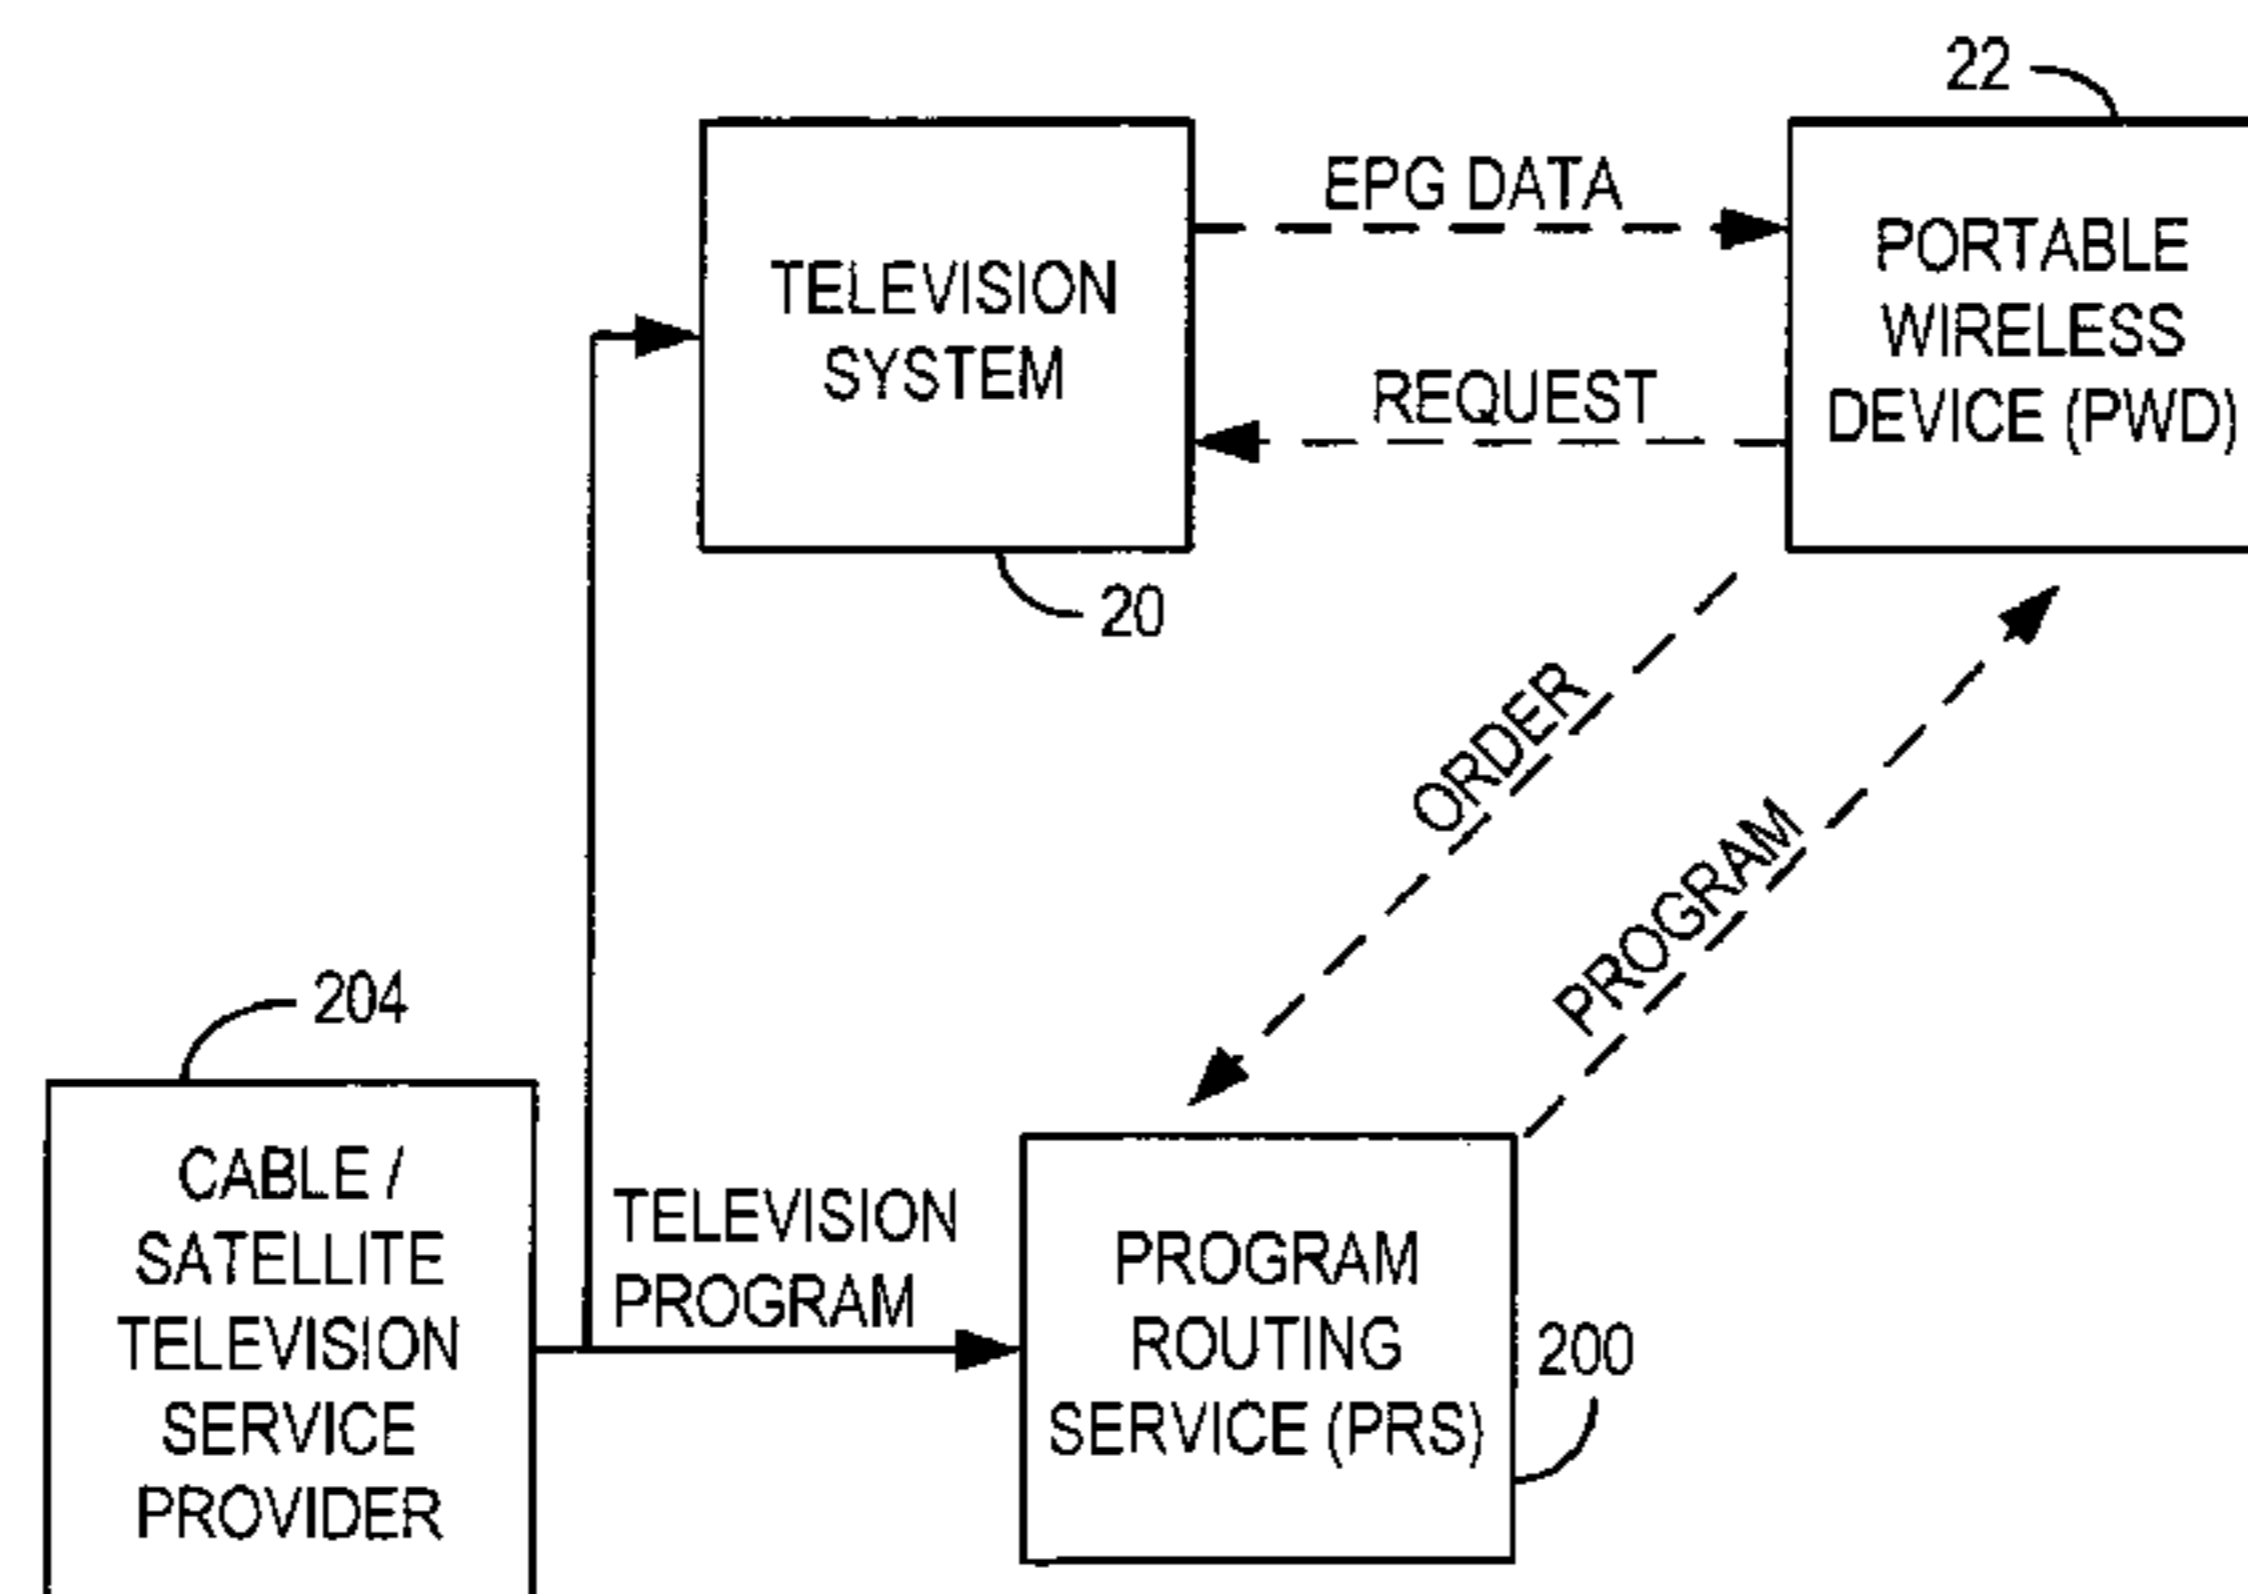 22
EPG DATA
TELEVISION
SYSTEM
PORTABLE
WIRELESS
DEVICE (PWD)
REQUEST
20
ORDER
PROGRAM
204
CABLE /
SATELLITE
TELEVISION
SERVICE
PROVIDER
TELEVISION
PROGRAM
PROGRAM
ROUTING
SERVICE (PRS)
200